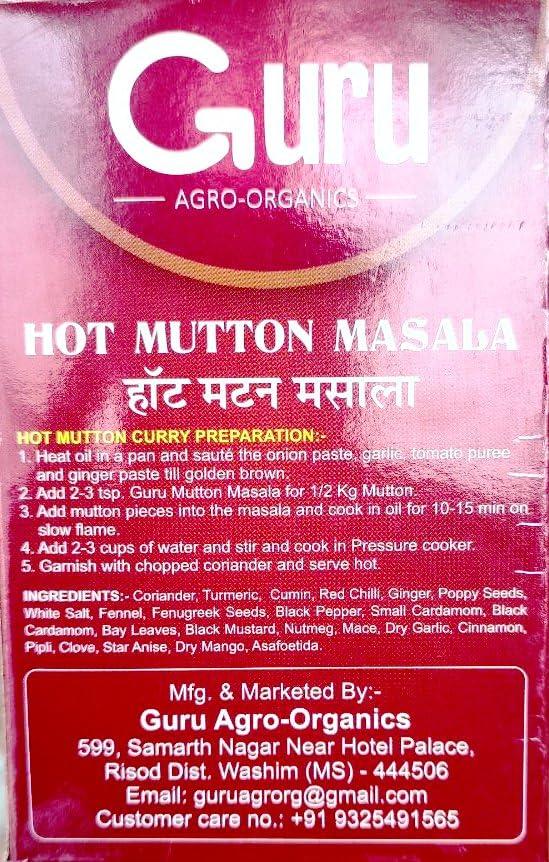 Guru
AGRO-ORGANICS
HOT MUTTON MASALA
हॉट मटन मसाला
HOT MUTTON CURRY PREPARATION:-
1. Heat oil in a pan and sauté the onion paste, garlic, tomato puree
and ginger paste till golden brown.
2. Add 2-3 tsp. Guru Mutton Masala for 1/2 Kg Mutton.
3. Add mutton pieces into the masala and cook in oil for 10-15 min on
slow flame.
4. Add 2-3 cups of water and stir and cook in Pressure cooker.
5. Garnish with chopped coriander and serve hot.
INGREDIENTS:- Coriander, Turmeric, Cumin, Red Chilli, Ginger, Poppy Seeds,
White Salt, Fennel, Fenugreek Seeds, Black Pepper, Small Cardamom, Black
Cardamom, Bay Leaves, Black Mustard, Nutmeg, Mace, Dry Garlic, Cinnamon,
Pipli, Clove, Star Anise, Dry Mango, Asafoetida.
Mfg. & Marketed By:-
Guru Agro-Organics
599, Samarth Nagar Near Hotel Palace,
Risod Dist. Washim (MS) - 444506
Email: guruagrorg@gmail.com
Customer care no.: +91 9325491565